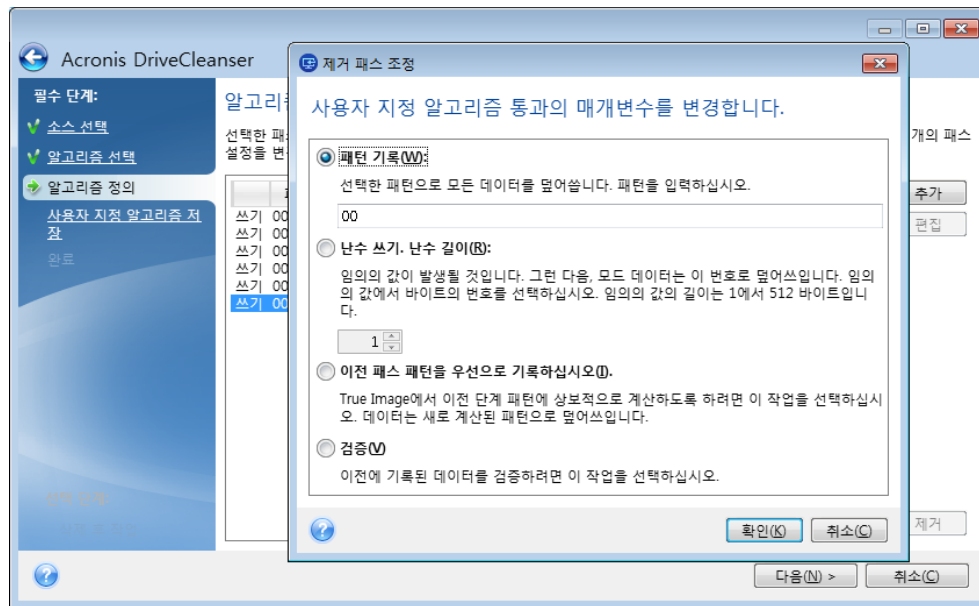 Acronis DriveCleanser
필수 단계:
소스 선택
알고리즘 선택
알고리즘 정의
사용자 지정 알고리즘 저
장
완료
알고리
선택한 패
설정을 변
개의 패스
쓰기 00
쓰기 00
쓰기 00
쓰기 00
쓰기 00
쓰기 00
추가
편집
제거
제거 패스 조정
사용자 지정 알고리즘 통과의 매개변수를 변경합니다.
패턴 기록(W):
선택한 패턴으로 모든 데이터를 덮어씁니다. 패턴을 입력하십시오.
00
난수 쓰기. 난수 길이(R):
임의의 값이 발생될 것입니다. 그런 다음, 모드 데이터는 이 번호로 덮어쓰입니다. 임의
의 값에서 바이트의 번호를 선택하십시오. 임의의 값의 길이는 1에서 512 바이트입니
다.
1
이전 패스 패턴을 우선으로 기록하십시오(I).
True Image에서 이전 단계 패턴에 상보적으로 계산하도록 하려면 이 작업을 선택하십시
오. 데이터는 새로 계산된 패턴으로 덮어쓰입니다.
검증(V)
이전에 기록된 데이터를 검증하려면 이 작업을 선택하십시오.
확인(K)
취소(C)
다음(N) >
취소(C)